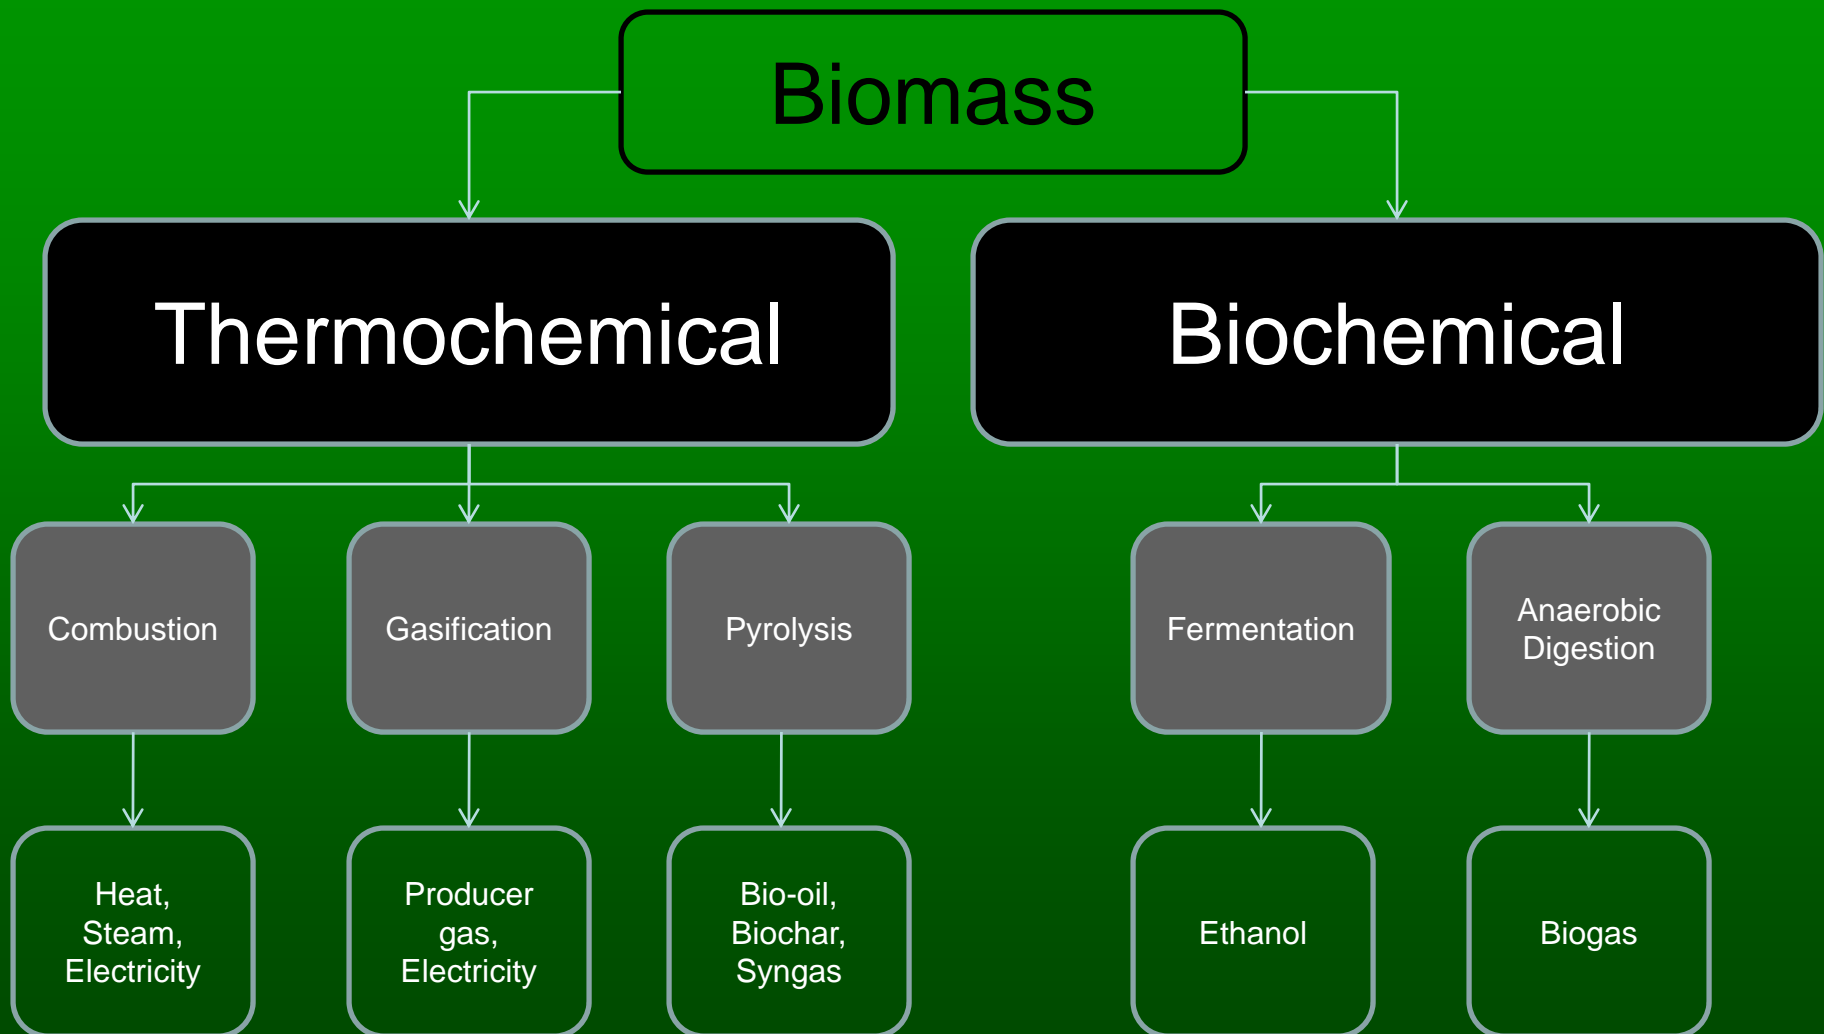 Biomass
Thermochemical
Biochemical
Combustion
Gasification
Pyrolysis
Fermentation
Anaerobic
Digestion
Heat,
Steam,
Electricity
Producer
gas,
Electricity
Bio-oil,
Biochar,
Syngas
Ethanol
Biogas